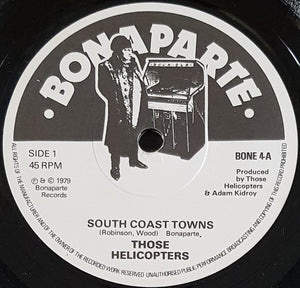 · BONAPARTE ·
ROCK-OLA
SIDE 1
45 RPM
BONE 4-A
℗ & © 1979
Bonaparte
Records
Produced by
Those
Helicopters
& Adam Kidroy
SOUTH COAST TOWNS
(Robinson, Wood) Bonaparte.
THOSE
HELICOPTERS
ALL RIGHTS OF THE MANUFACTURER AND OF THE OWNER OF THE RECORDED WORK RESERVED UNAUTHORISED PUBLIC PERFORMANCE, BROADCASTING AND COPYING OF THIS RECORD PROHIBITED